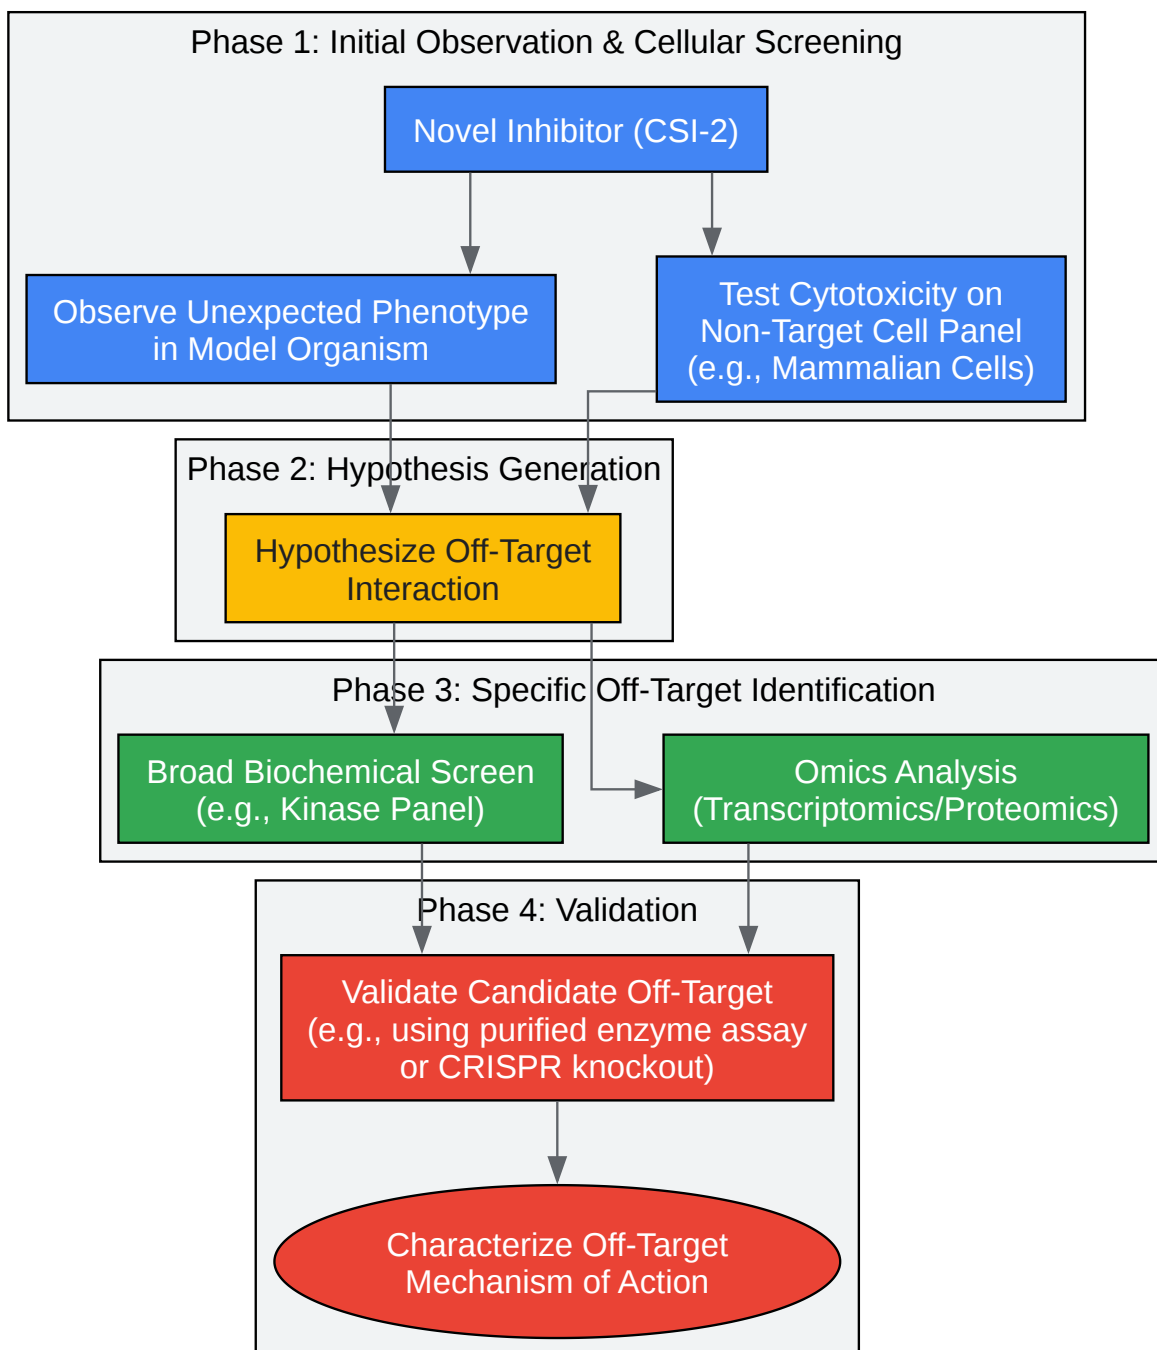 Phase 1: Initial Observation & Cellular Screening
Novel Inhibitor (CSI-2)
Observe Unexpected Phenotype
in Model Organism
Test Cytotoxicity on
Non-Target Cell Panel
(e.g., Mammalian Cells)
Phase 2: Hypothesis Generation
Hypothesize Off-Target
Interaction
Phase 3: Specific Off-Target Identification
Broad Biochemical Screen
(e.g., Kinase Panel)
Omics Analysis
(Transcriptomics/Proteomics)
Phase 4: Validation
Validate Candidate Off-Target
(e.g., using purified enzyme assay
or CRISPR knockout)
Characterize Off-Target
Mechanism of Action